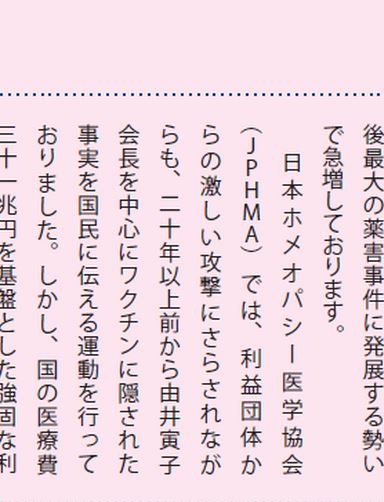 後最大の薬害事件に発展する勢い
で急増しております。
日本ホメオパシー医学協会
（JPHMA）では、利益団体か
らの激しい攻撃にさらされなが
らも、二十年以上前から由井寅子
会長を中心にワクチンに隠された
事実を国民に伝える運動を行って
おりました。しかし、国の医療費
三十一兆円を基盤とした強固な利